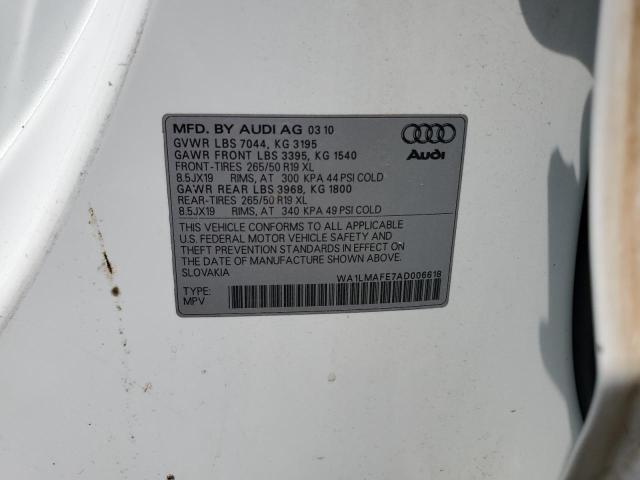 MFD. BY AUDI AG 03 10
GVWR LBS 7044, KG 3195
GAWR FRONT LBS 3395, KG 1540
FRONT-TIRES 265/50 R19 XL
8.5JX19 RIMS, AT 300 KPA 44 PSI COLD
GAWR REAR LBS 3968, KG 1800
REAR-TIRES 265/50 R19 XL
8.5JX19 RIMS, AT 340 KPA 49 PSI COLD
Audi
THIS VEHICLE CONFORMS TO ALL APPLICABLE
U.S. FEDERAL MOTOR VEHICLE SAFETY AND
THEFT PREVENTION STANDARDS IN EFFECT ON
THE DATE OF MANUFACTURE SHOWN ABOVE.
SLOVAKIA
WA1LMAFE7AD006618
TYPE:
MPV